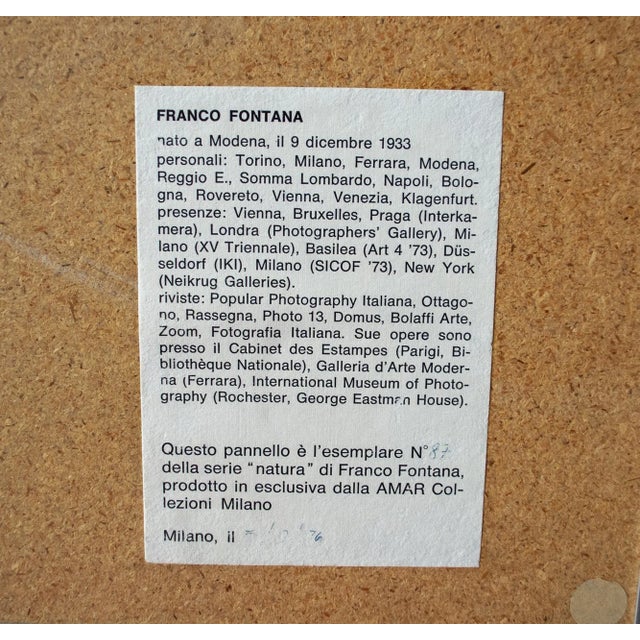 FRANCO FONTANA
nato a Modena, il 9 dicembre 1933
personali: Torino, Milano, Ferrara, Modena,
Reggio E., Somma Lombardo, Napoli, Bolo-
gna, Rovereto, Vienna, Venezia, Klagenfurt.
presenze: Vienna, Bruxelles, Praga (Interka-
mera), Londra (Photographers' Gallery), Mi-
lano (XV Triennale), Basilea (Art 4 '73), Düs-
seldorf (IKI), Milano (SICOF '73), New York
(Neikrug Galleries).
riviste: Popular Photography Italiana, Ottago-
no, Rassegna, Photo 13, Domus, Bolaffi Arte,
Zoom, Fotografia Italiana. Sue opere sono
presso il Cabinet des Estampes (Parigi, Bi-
bliothèque Nationale), Galleria d'Arte Moder-
na (Ferrara), International Museum of Photo-
graphy (Rochester, George Eastman House).
Questo pannello è l'esemplare N° 87
della serie "natura" di Franco Fontana,
prodotto in esclusiva dalla AMAR Col-
lezioni Milano
Milano, il